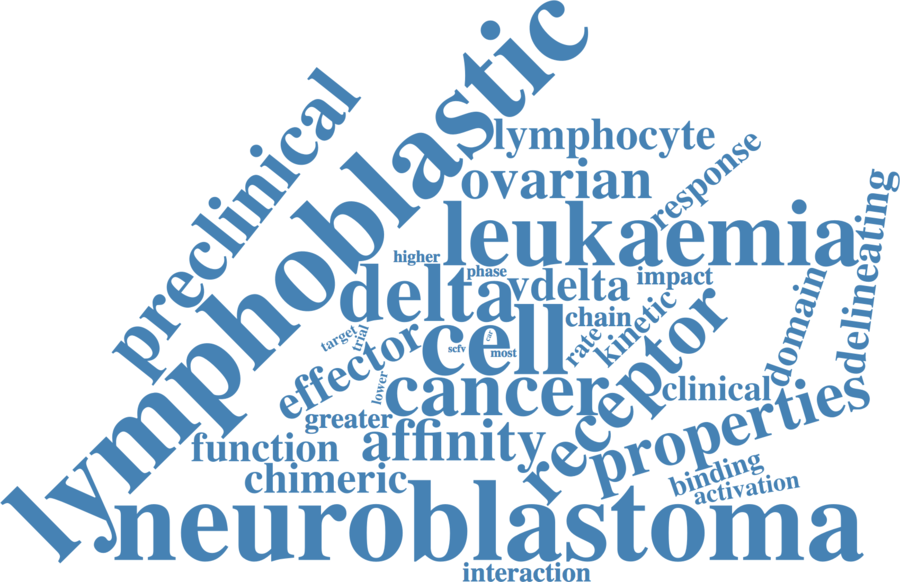 lymphoblastic
preclinical
lymphocyte
ovarian
response
leukaemia
delineating
higher
phase
delta
vdelta
impact
domain
kinetic
chain
rate
receptor
cell
car
scfv
most
target
trial
effector
lower
cancer
clinical
greater
properties
function
affinity
chimeric
binding
activation
neuroblastoma
interaction